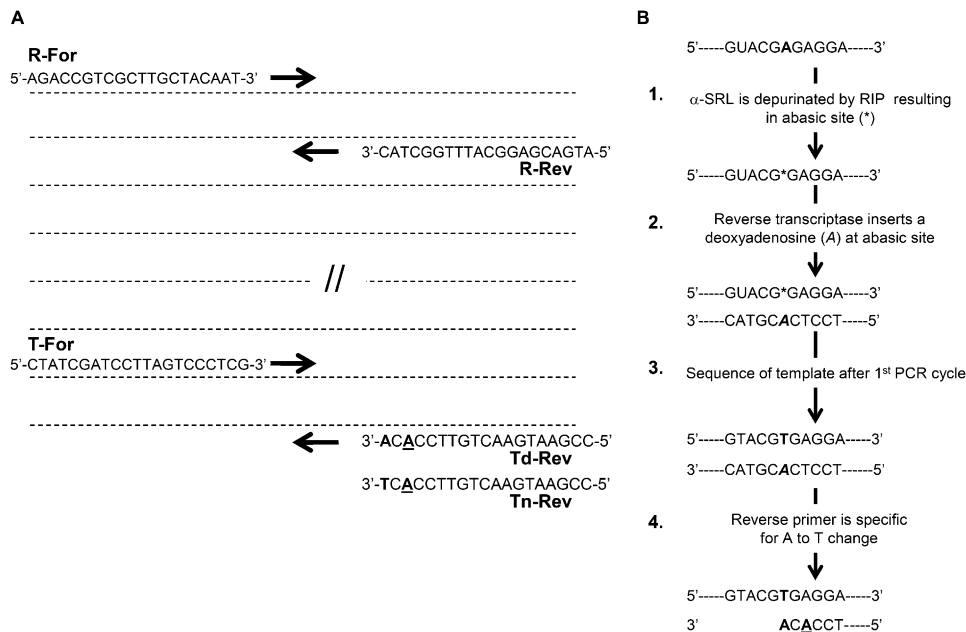 A
R-For
5'-AGACCGTCGCTTGCTACAAT-3'
3'-CATCGGTTTACGGAGCAGTA-5'
R-Rev
//
T-For
5'-CTATCGATCCTTAGTCCCTCG-3'
3'-ACACCTTGTCAAGTAAGCC-5'
Td-Rev
3'-TCACCTTGTCAAGTAAGCC-5'
Tn-Rev
B
5'-----GUACGAGAGGA-----3'
1.
α-SRL is depurinated by RIP resulting
in abasic site (*)
5'-----GUACG*GAGGA-----3'
2.
Reverse transcriptase inserts a
deoxyadenosine (A) at abasic site
5'-----GUACG*GAGGA-----3'
3'-----CATGCACTCCT-----5'
3.
Sequence of template after 1st PCR cycle
5'-----GTACGTGAGGA-----3'
3'-----CATGCACTCCT-----5'
4.
Reverse primer is specific
for A to T change
5'-----GTACGTGAGGA-----3'
3' ACACCT-----5'